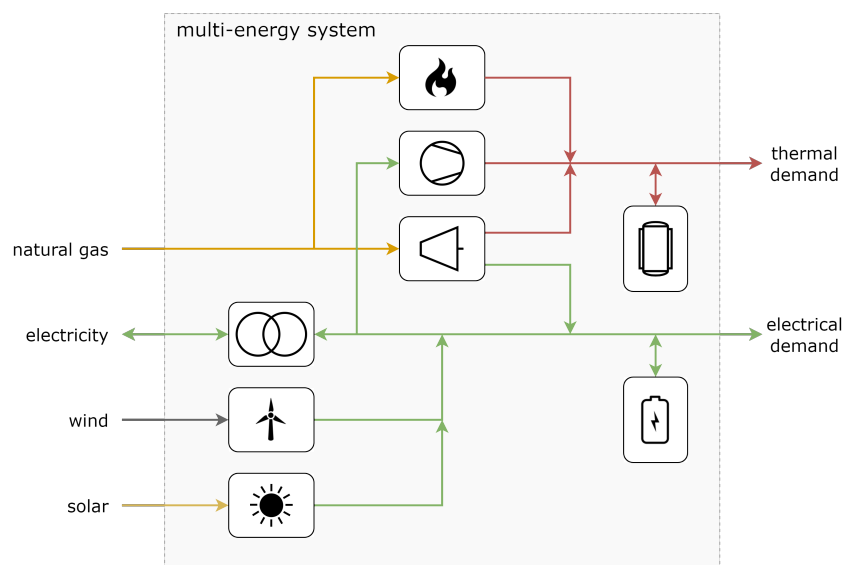 multi-energy system
thermal
demand
natural gas
electricity
electrical
demand
wind
solar